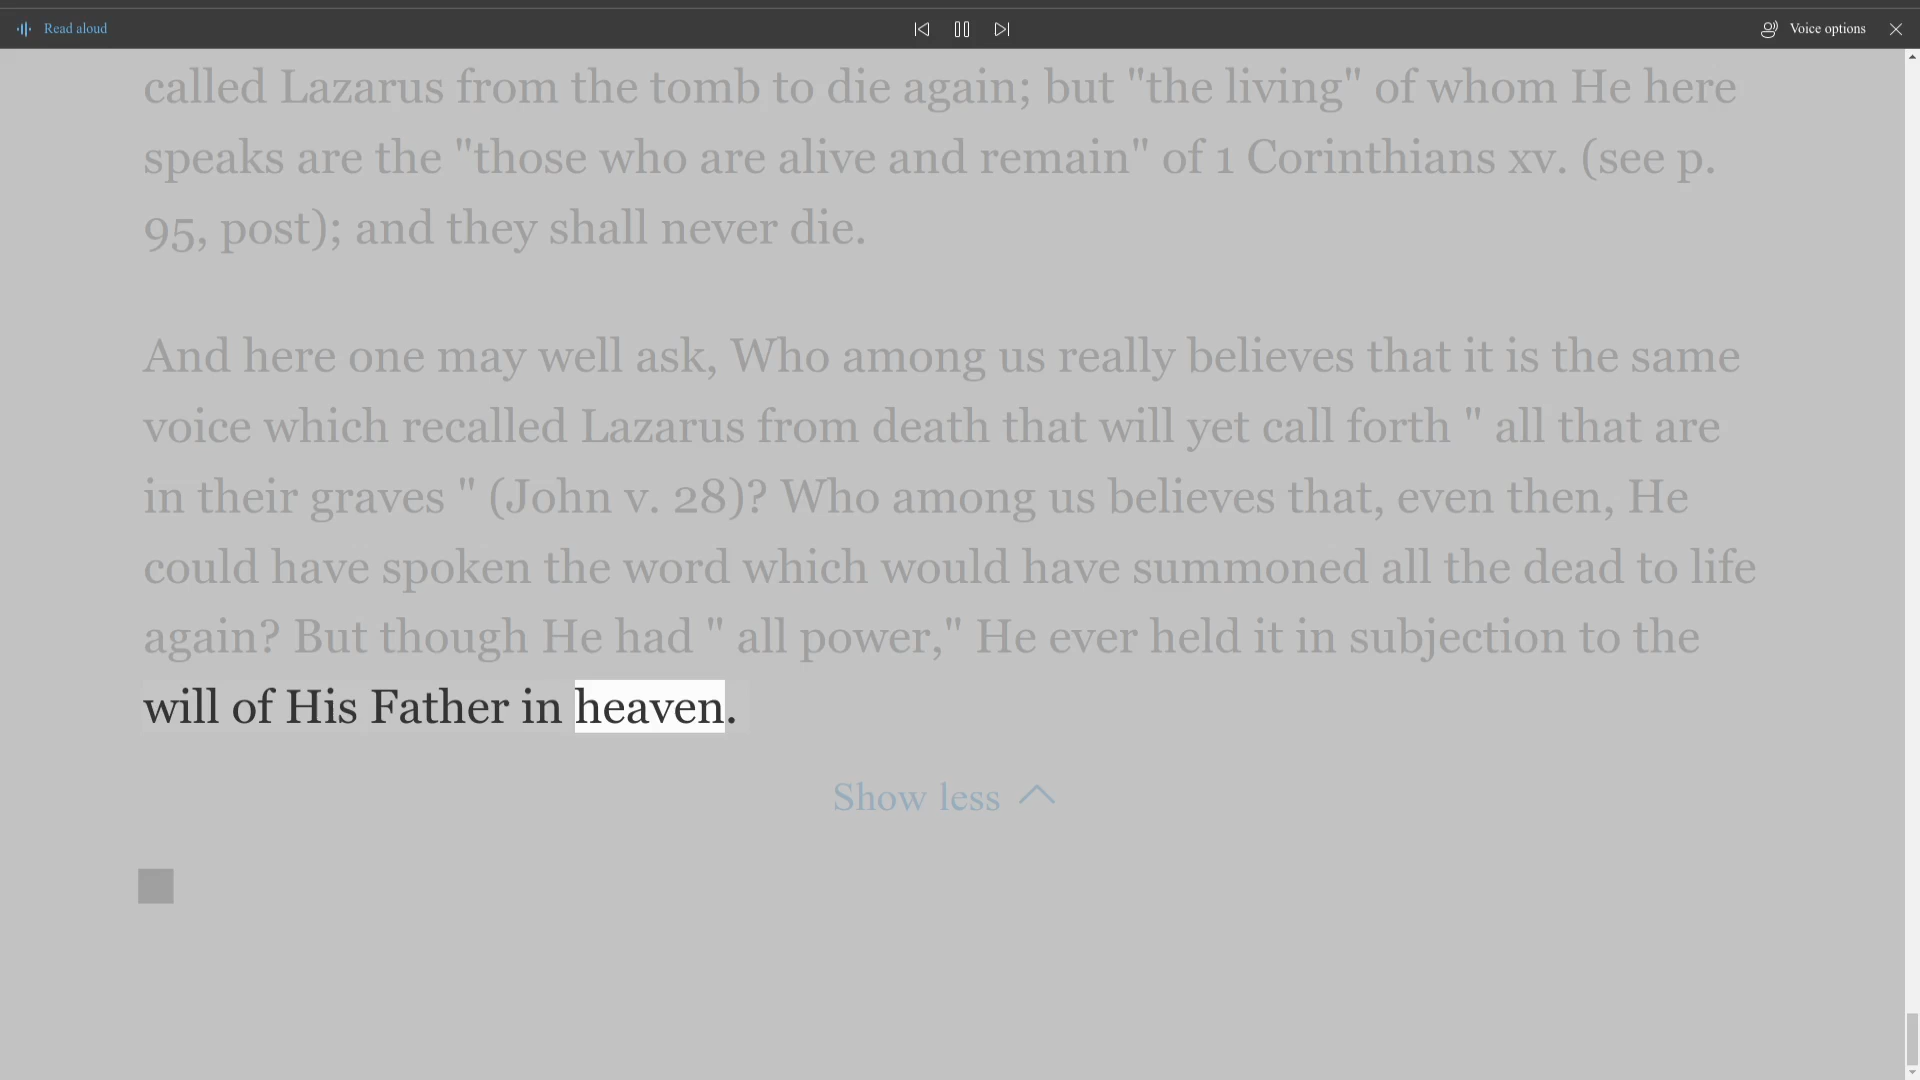 Read aloud
Voice options
called Lazarus from the tomb to die again; but "the living" of whom He here
speaks are the "those who are alive and remain" of 1 Corinthians xv. (see p.
95, post); and they shall never die.
And here one may well ask, Who among us really believes that it is the same
voice which recalled Lazarus from death that will yet call forth " all that are
in their graves " (John v. 28)? Who among us believes that, even then, He
could have spoken the word which would have summoned all the dead to life
again? But though He had " all power," He ever held it in subjection to the
will of His Father in heaven.
Show less